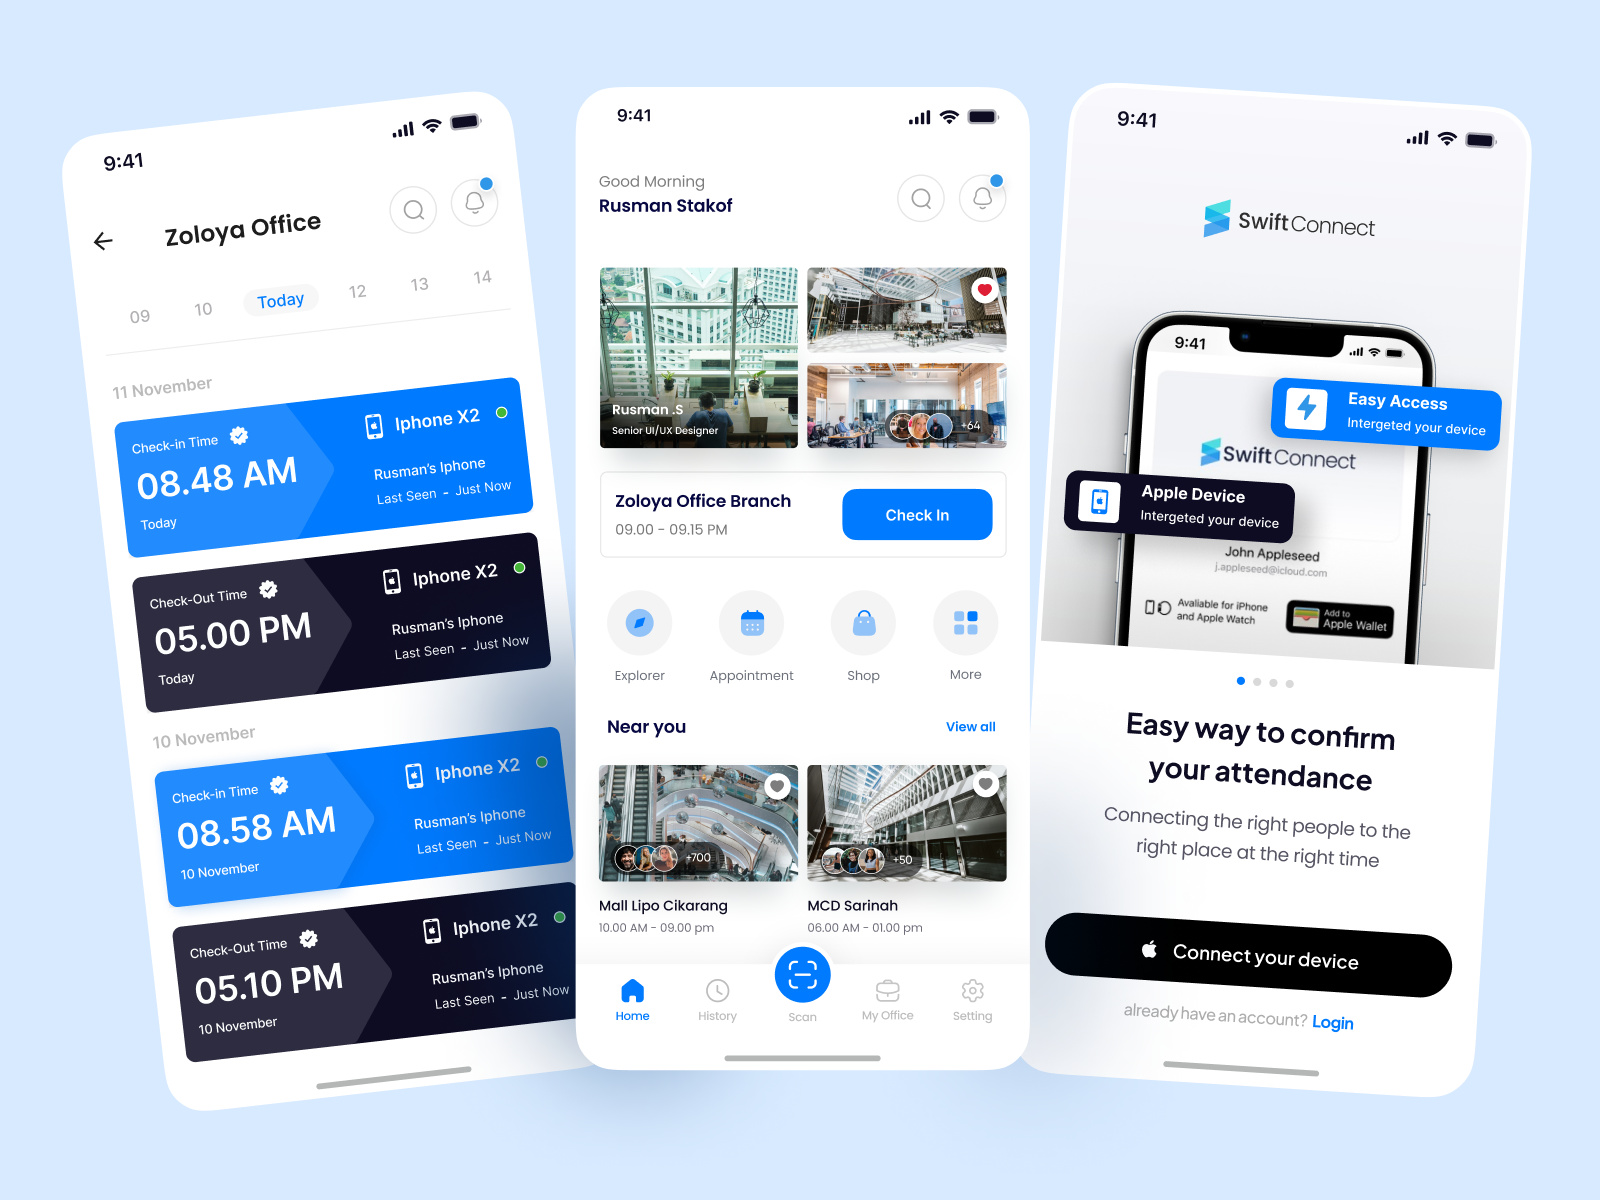 9:41
Zoloya Office
09 10 Today 12 13 14
11 November
Check-in Time
08.48 AM
Today
Iphone X2
Rusman's Iphone
Last Seen - Just Now
Check-Out Time
05.00 PM
Today
Iphone X2
Rusman's Iphone
Last Seen - Just Now
10 November
Check-in Time
08.58 AM
10 November
Iphone X2
Rusman's Iphone
Last Seen - Just Now
Check-Out Time
05.10 PM
10 November
Iphone X2
Rusman's Iphone
Last Seen - Just Now
9:41
Good Morning
Rusman Stakof
Rusman .S
Senior UI/UX Designer
+64
Zoloya Office Branch
09.00 - 09.15 PM
Check In
Explorer
Appointment
Shop
More
Near you
View all
+700
+50
Mall Lipo Cikarang
10.00 AM - 09.00 pm
MCD Sarinah
06.00 AM - 01.00 pm
Home
History
Scan
My Office
Setting
9:41
Swift Connect
9:41
Easy Access
Intergeted your device
Swift Connect
Apple Device
Intergeted your device
John Appleseed
j.appleseed@icloud.com
Avaliable for iPhone
and Apple Watch
Add to
Apple Wallet
Easy way to confirm
your attendance
Connecting the right people to the
right place at the right time
Connect your device
already have an account? Login